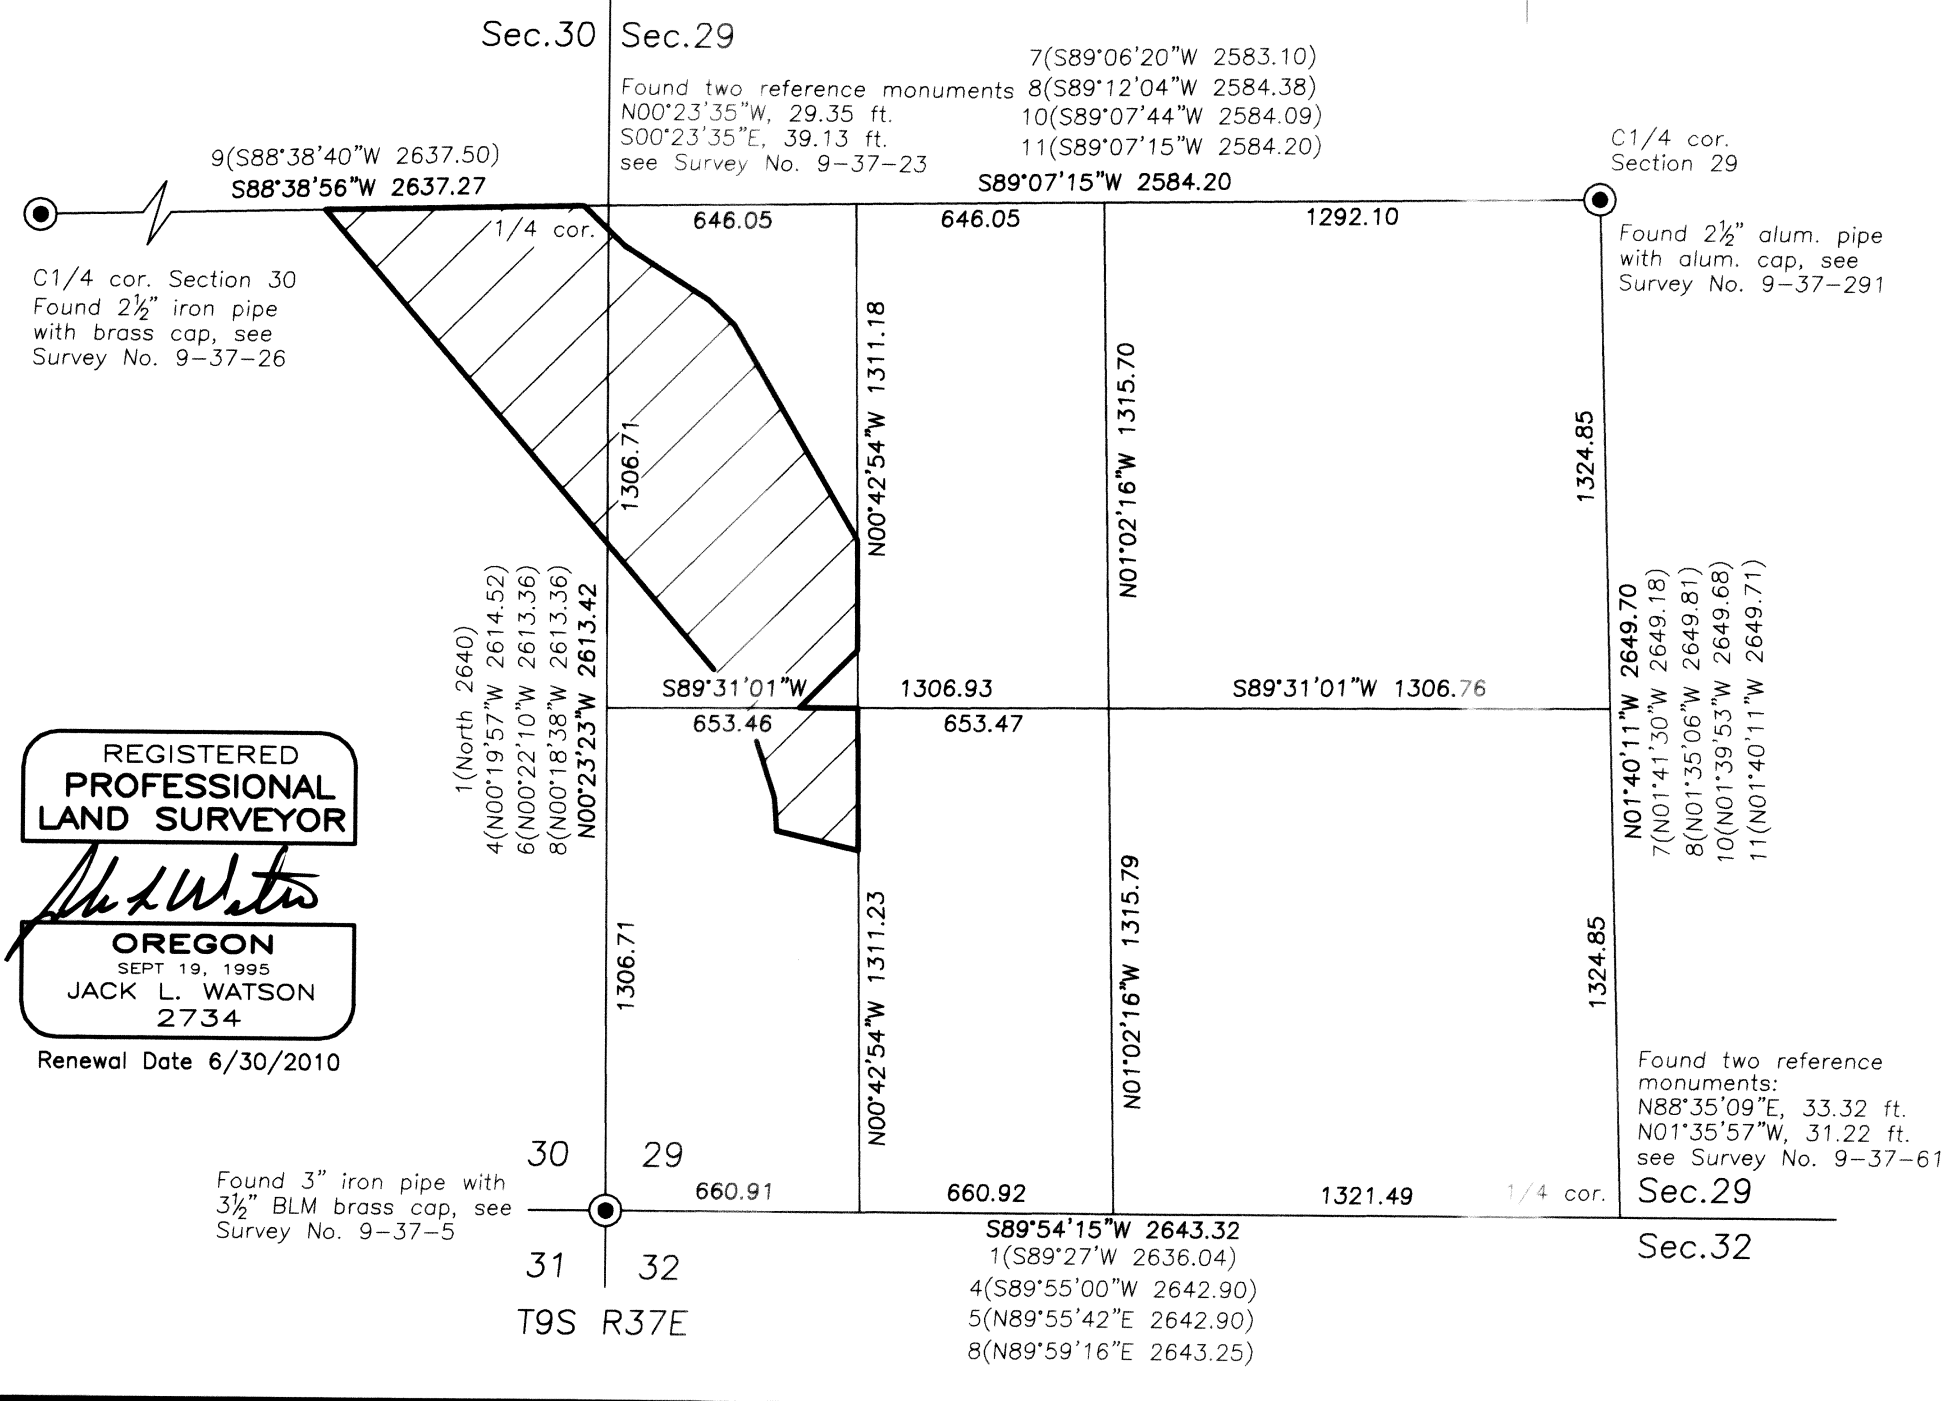 Sec.30 Sec.29
7(S89°06'20"W 2583.10)
Found two reference monuments 8(S89°12'04"W 2584.38)
N00°23'35"W, 29.35 ft. 10(S89°07'44"W 2584.09)
S00°23'35"E, 39.13 ft. 11(S89°07'15"W 2584.20)
see Survey No. 9-37-23
S89°07'15"W 2584.20
9(S88°38'40"W 2637.50)
S88°38'56"W 2637.27
C1/4 cor.
Section 29
1/4 cor.
646.05 646.05 1292.10
Found 2½" alum. pipe
with alum. cap, see
Survey No. 9-37-291
C1/4 cor. Section 30
Found 2½" iron pipe
with brass cap, see
Survey No. 9-37-26
1306.71
N00°42'54"W 1311.18
N01°02'16"W 1315.70
1324.85
1(North 2640)
4(N00°19'57"W 2614.52)
6(N00°22'10"W 2613.36)
8(N00°18'38"W 2613.36)
N00°23'23"W 2613.42
S89°31'01"W 1306.93 S89°31'01"W 1306.76
653.46 653.47
N01°40'11"W 2649.70
7(N01°41'30"W 2649.18)
8(N01°35'06"W 2649.81)
10(N01°39'53"W 2649.68)
11(N01°40'11"W 2649.71)
REGISTERED
PROFESSIONAL
LAND SURVEYOR
OREGON
SEPT 19, 1995
JACK L. WATSON
2734
Renewal Date 6/30/2010
1306.71
N00°42'54"W 1311.23
N01°02'16"W 1315.79
1324.85
Found two reference
monuments:
N88°35'09"E, 33.32 ft.
N01°35'57"W, 31.22 ft.
see Survey No. 9-37-61
30 29
Found 3" iron pipe with
3½" BLM brass cap, see
Survey No. 9-37-5
660.91 660.92 1321.49 1/4 cor. Sec.29
S89°54'15"W 2643.32
1(S89°27'W 2636.04)
4(S89°55'00"W 2642.90)
5(N89°55'42"E 2642.90)
8(N89°59'16"E 2643.25)
Sec.32
31 32
T9S R37E